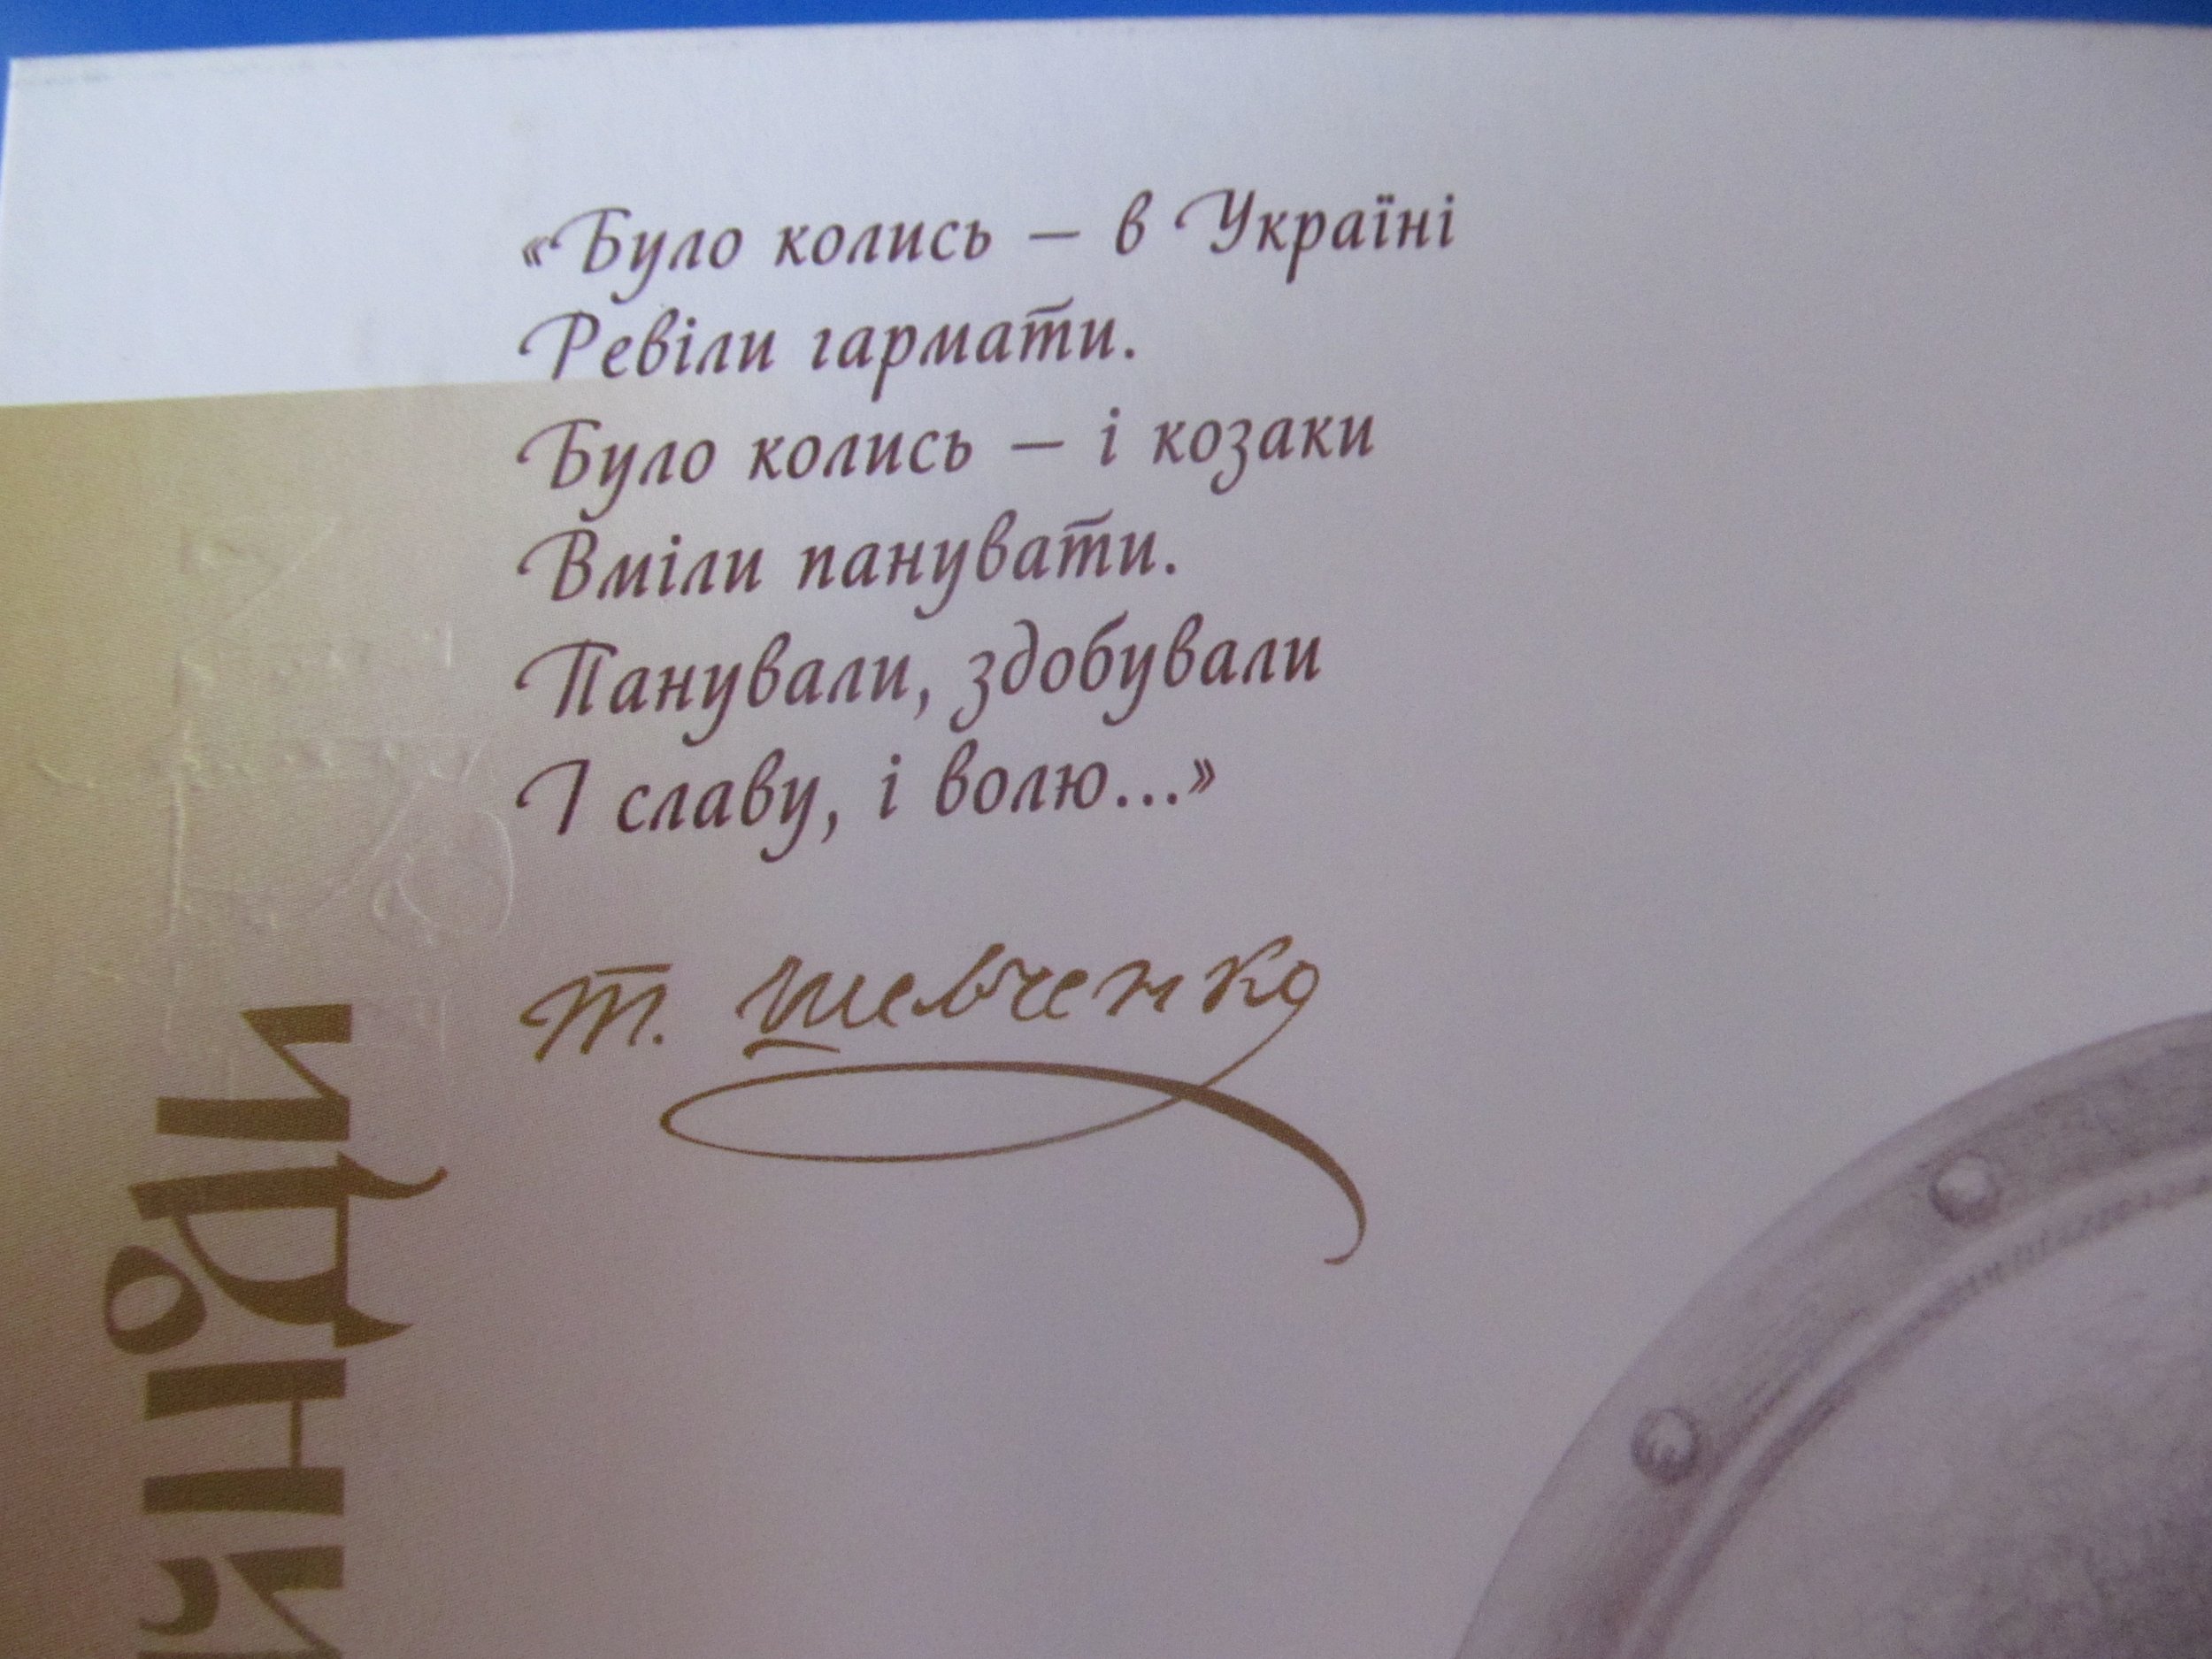 «Було колись – в Україні
Ревіли гармати.
Було колись – і козаки
Вміли панувати.
Панували, здобували
І славу, і волю...»
Т. Шевченко